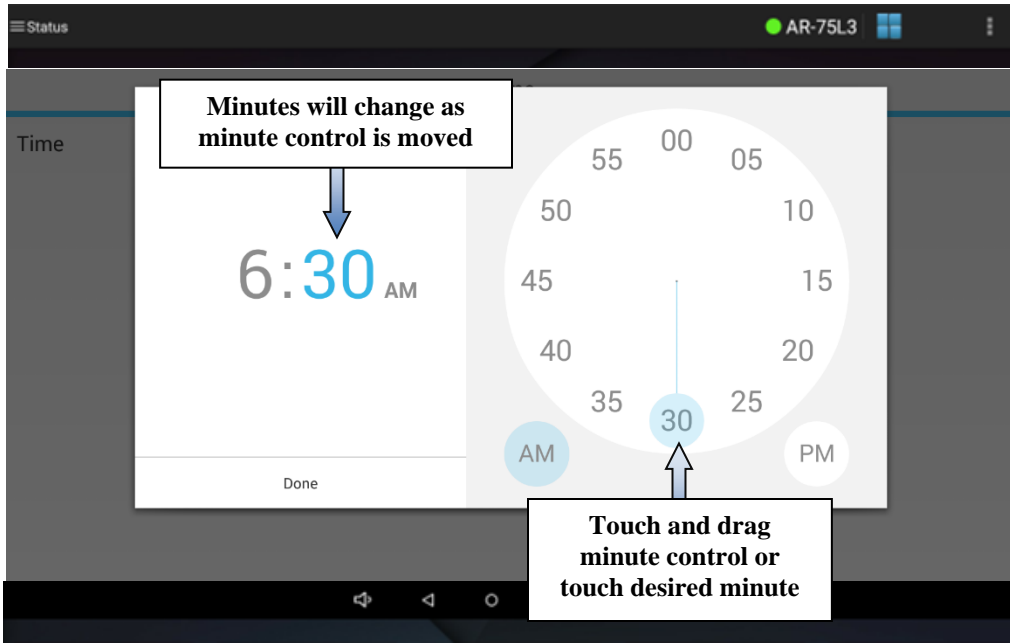 Status
AR-75L3
Minutes will change as
minute control is moved
Time
6:30 AM
Done
00
05
10
15
20
25
30
35
40
45
50
55
AM
PM
Touch and drag
minute control or
touch desired minute